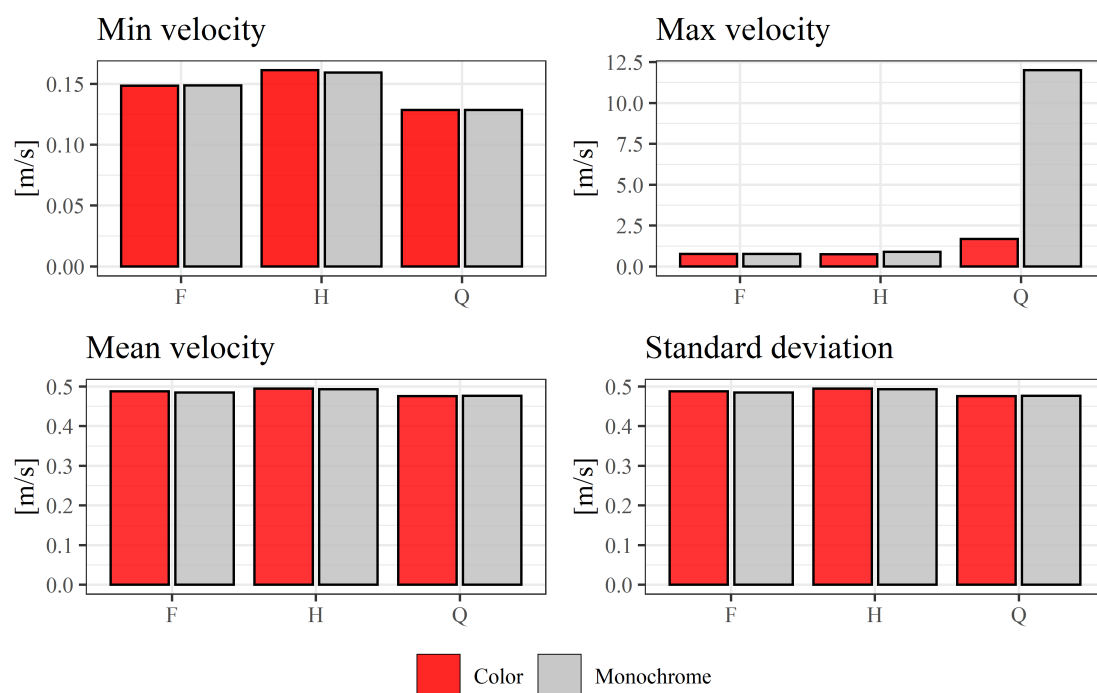 Min velocity
[m/s]
0.15
0.10
0.05
0.00
F H Q
Max velocity
[m/s]
12.5
10.0
7.5
5.0
2.5
0.0
F H Q
Mean velocity
[m/s]
0.5
0.4
0.3
0.2
0.1
0.0
F H Q
Standard deviation
[m/s]
0.5
0.4
0.3
0.2
0.1
0.0
F H Q
Color Monochrome